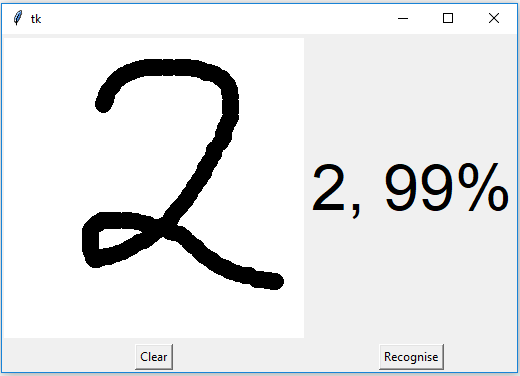 tk
2
2, 99%
Clear
Recognise